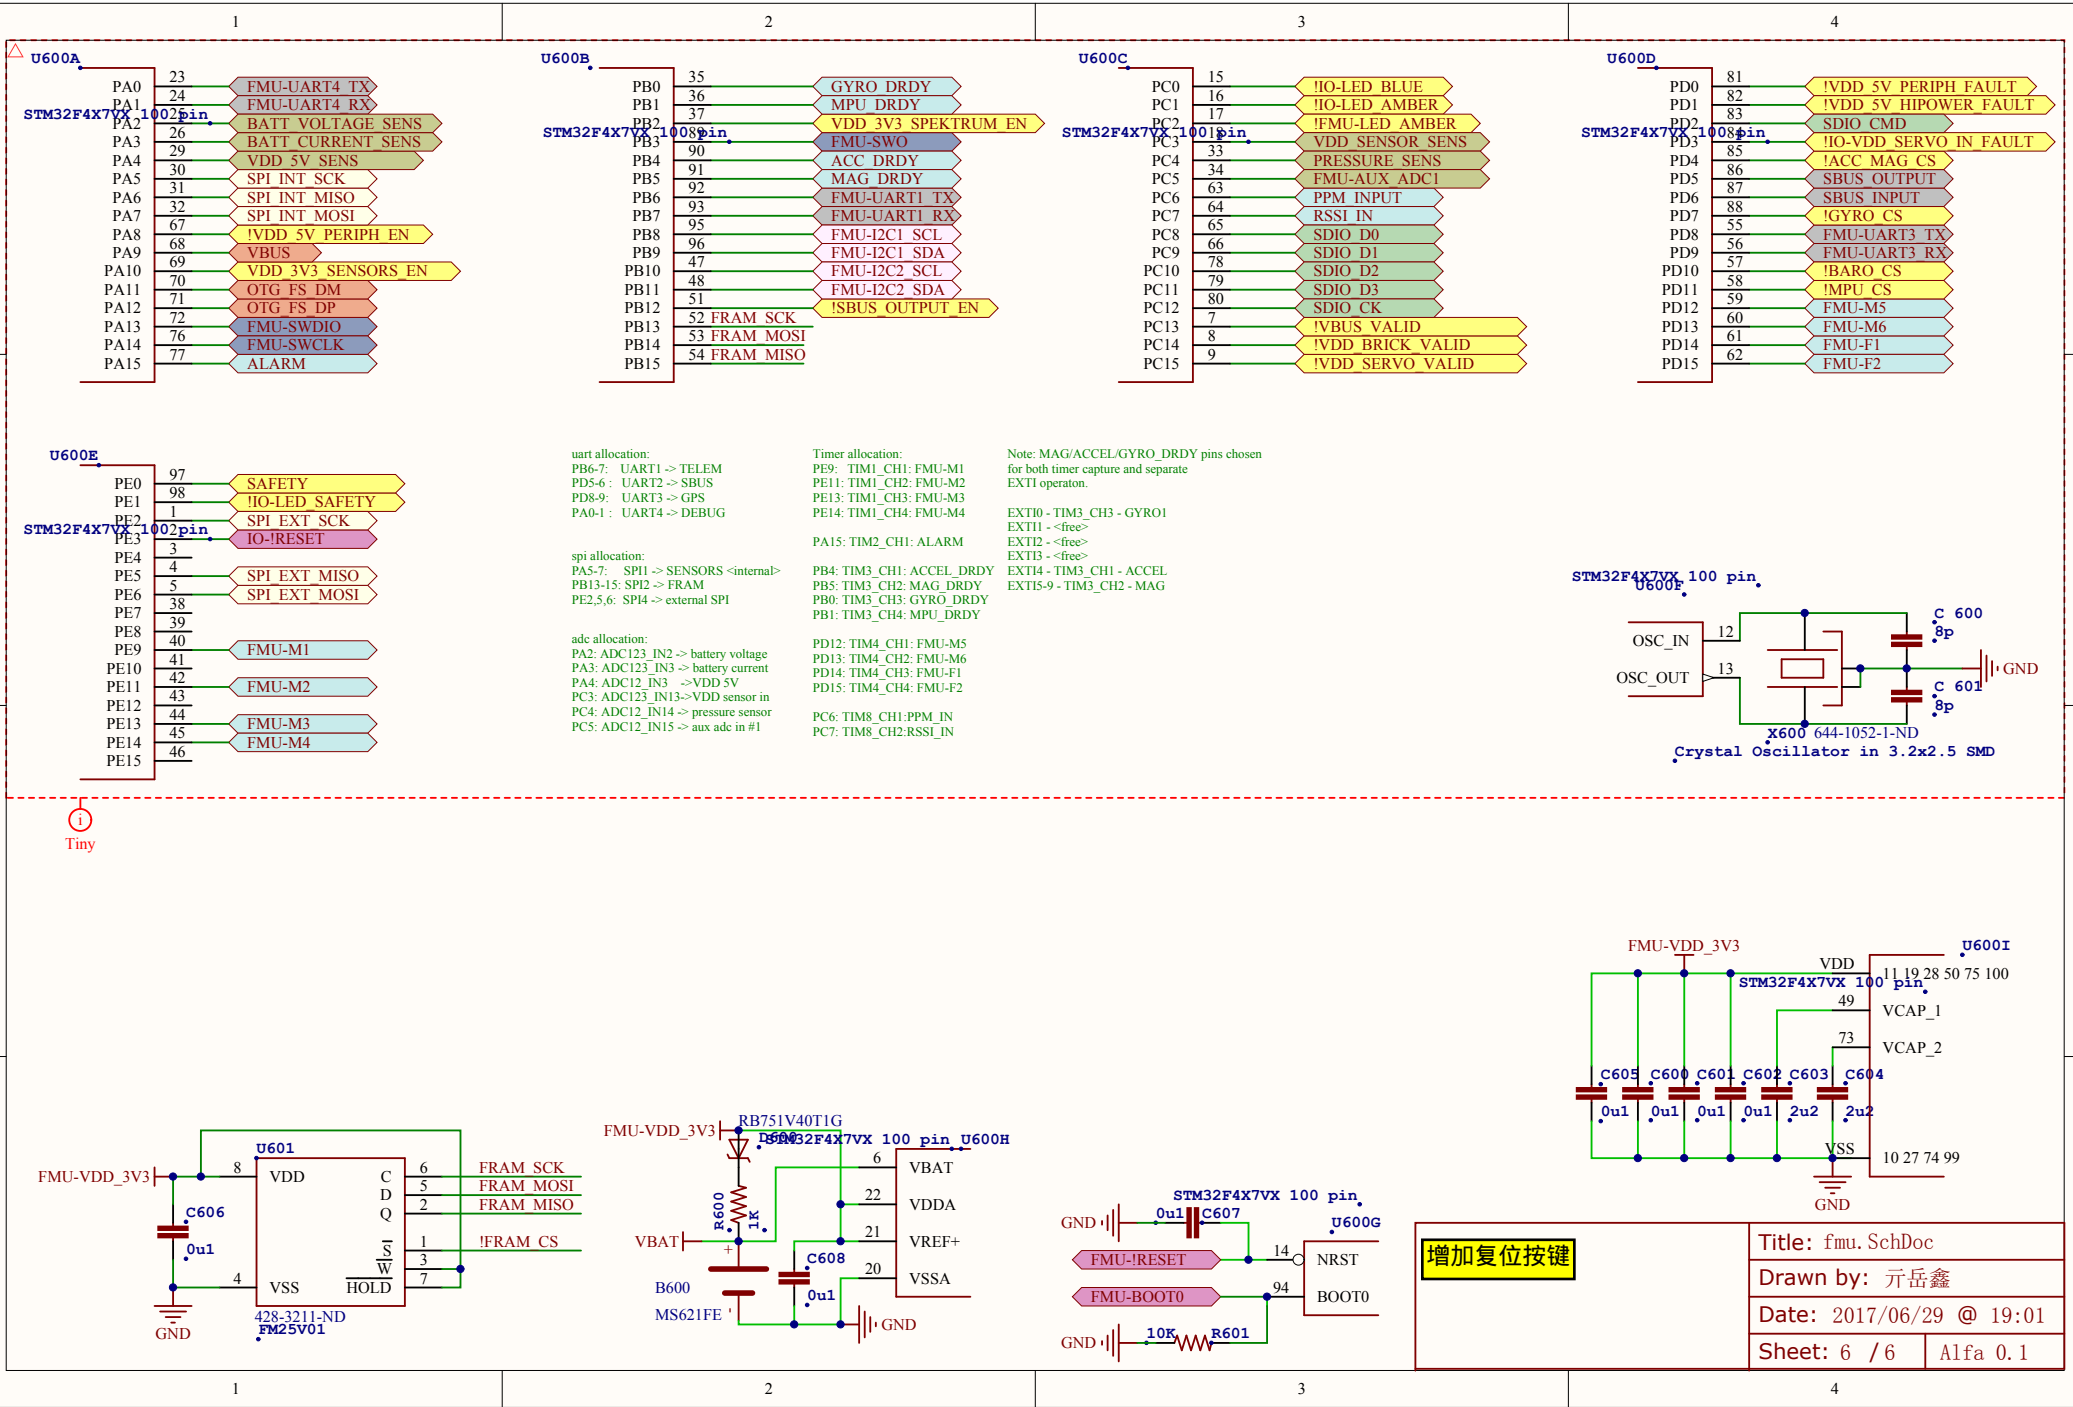 1 2 3 4
U600A
PA0 23 FMU-UART4_TX
PA1 24 FMU-UART4_RX
STM32F4X7VX 100 pin
PA2 25 BATT_VOLTAGE_SENS
PA3 26 BATT_CURRENT_SENS
PA4 29 VDD_5V_SENS
PA5 30 SPI_INT_SCK
PA6 31 SPI_INT_MISO
PA7 32 SPI_INT_MOSI
PA8 67 !VDD_5V_PERIPH_EN
PA9 68 VBUS
PA10 69 VDD_3V3_SENSORS_EN
PA11 70 OTG_FS_DM
PA12 71 OTG_FS_DP
PA13 72 FMU-SWDIO
PA14 76 FMU-SWCLK
PA15 77 ALARM
U600B
PB0 35 GYRO_DRDY
PB1 36 MPU_DRDY
PB2 37 VDD_3V3_SPEKTRUM_EN
STM32F4X7VX 100 pin
PB3 89 FMU-SWO
PB4 90 ACC_DRDY
PB5 91 MAG_DRDY
PB6 92 FMU-UART1_TX
PB7 93 FMU-UART1_RX
PB8 95 FMU-I2C1_SCL
PB9 96 FMU-I2C1_SDA
PB10 47 FMU-I2C2_SCL
PB11 48 FMU-I2C2_SDA
PB12 51 !SBUS_OUTPUT_EN
PB13 52 FRAM_SCK
PB14 53 FRAM_MOSI
PB15 54 FRAM_MISO
U600C
PC0 15 !IO-LED_BLUE
PC1 16 !IO-LED_AMBER
PC2 17 !FMU-LED_AMBER
STM32F4X7VX 100 pin
PC3 18 VDD_SENSOR_SENS
PC4 33 PRESSURE_SENS
PC5 34 FMU-AUX_ADC1
PC6 63 PPM_INPUT
PC7 64 RSSI_IN
PC8 65 SDIO_D0
PC9 66 SDIO_D1
PC10 78 SDIO_D2
PC11 79 SDIO_D3
PC12 80 SDIO_CK
PC13 7 !VBUS_VALID
PC14 8 !VDD_BRICK_VALID
PC15 9 !VDD_SERVO_VALID
U600D
PD0 81 !VDD_5V_PERIPH_FAULT
PD1 82 !VDD_5V_HIPOWER_FAULT
PD2 83 SDIO_CMD
STM32F4X7VX 100 pin
PD3 84 !IO-VDD_SERVO_IN_FAULT
PD4 85 !ACC_MAG_CS
PD5 86 SBUS_OUTPUT
PD6 87 SBUS_INPUT
PD7 88 !GYRO_CS
PD8 55 FMU-UART3_TX
PD9 56 FMU-UART3_RX
PD10 57 !BARO_CS
PD11 58 !MPU_CS
PD12 59 FMU-M5
PD13 60 FMU-M6
PD14 61 FMU-F1
PD15 62 FMU-F2
U600E
PE0 97 SAFETY
PE1 98 !IO-LED_SAFETY
PE2 1 SPI_EXT_SCK
STM32F4X7VX 100 pin
PE3 2 IO-!RESET
PE4 3
PE5 4 SPI_EXT_MISO
PE6 5 SPI_EXT_MOSI
PE7 38
PE8 39
PE9 40 FMU-M1
PE10 41
PE11 42 FMU-M2
PE12 43
PE13 44 FMU-M3
PE14 45 FMU-M4
PE15 46
uart allocation:
PB6-7: UART1 -> TELEM
PD5-6 : UART2 -> SBUS
PD8-9: UART3 -> GPS
PA0-1 : UART4 -> DEBUG
spi allocation:
PA5-7: SPI1 -> SENSORS <internal>
PB13-15: SPI2 -> FRAM
PE2,5,6: SPI4 -> external SPI
adc allocation:
PA2: ADC123_IN2 -> battery voltage
PA3: ADC123_IN3 -> battery current
PA4: ADC12_IN3 ->VDD 5V
PC3: ADC123_IN13->VDD sensor in
PC4: ADC12_IN14 -> pressure sensor
PC5: ADC12_IN15 -> aux adc in #1
Timer allocation:
PE9: TIM1_CH1: FMU-M1
PE11: TIM1_CH2: FMU-M2
PE13: TIM1_CH3: FMU-M3
PE14: TIM1_CH4: FMU-M4
PA15: TIM2_CH1: ALARM
PB4: TIM3_CH1: ACCEL_DRDY
PB5: TIM3_CH2: MAG_DRDY
PB0: TIM3_CH3: GYRO_DRDY
PB1: TIM3_CH4: MPU_DRDY
PD12: TIM4_CH1: FMU-M5
PD13: TIM4_CH2: FMU-M6
PD14: TIM4_CH3: FMU-F1
PD15: TIM4_CH4: FMU-F2
PC6: TIM8_CH1:PPM_IN
PC7: TIM8_CH2:RSSI_IN
Note: MAG/ACCEL/GYRO_DRDY pins chosen
for both timer capture and separate
EXTI operaton.
EXTI0 - TIM3_CH3 - GYRO1
EXTI1 - <free>
EXTI2 - <free>
EXTI3 - <free>
EXTI4 - TIM3_CH1 - ACCEL
EXTI5-9 - TIM3_CH2 - MAG
STM32F4X7VX 100 pin
U600F
OSC_IN 12
OSC_OUT 13
C 600
8p
GND
C 601
8p
X600 644-1052-1-ND
Crystal Oscillator in 3.2x2.5 SMD
i
Tiny
FMU-VDD_3V3
U600I
VDD 11 19 28 50 75 100
STM32F4X7VX 100 pin
49 VCAP_1
73 VCAP_2
C605 C600 C601 C602 C603 C604
0u1 0u1 0u1 0u1 2u2 2u2
VSS 10 27 74 99
GND
U601
FMU-VDD_3V3 8 VDD
C 6 FRAM_SCK
D 5 FRAM_MOSI
Q 2 FRAM_MISO
C606
0u1
S 1 !FRAM_CS
W 3
4 VSS HOLD 7
GND
428-3211-ND
FM25V01
RB751V40T1G
FMU-VDD_3V3
D600
STM32F4X7VX 100 pin U600H
6 VBAT
R600 1K
22 VDDA
VBAT
21 VREF+
+
C608
0u1
20 VSSA
B600
MS621FE
-
GND
STM32F4X7VX 100 pin
GND 0u1 C607
U600G
FMU-!RESET 14 NRST
FMU-BOOT0 94 BOOT0
GND 10K R601
增加复位按键
Title: fmu.SchDoc
Drawn by: 亓岳鑫
Date: 2017/06/29 @ 19:01
Sheet: 6 / 6 Alfa 0.1
1 2 3 4